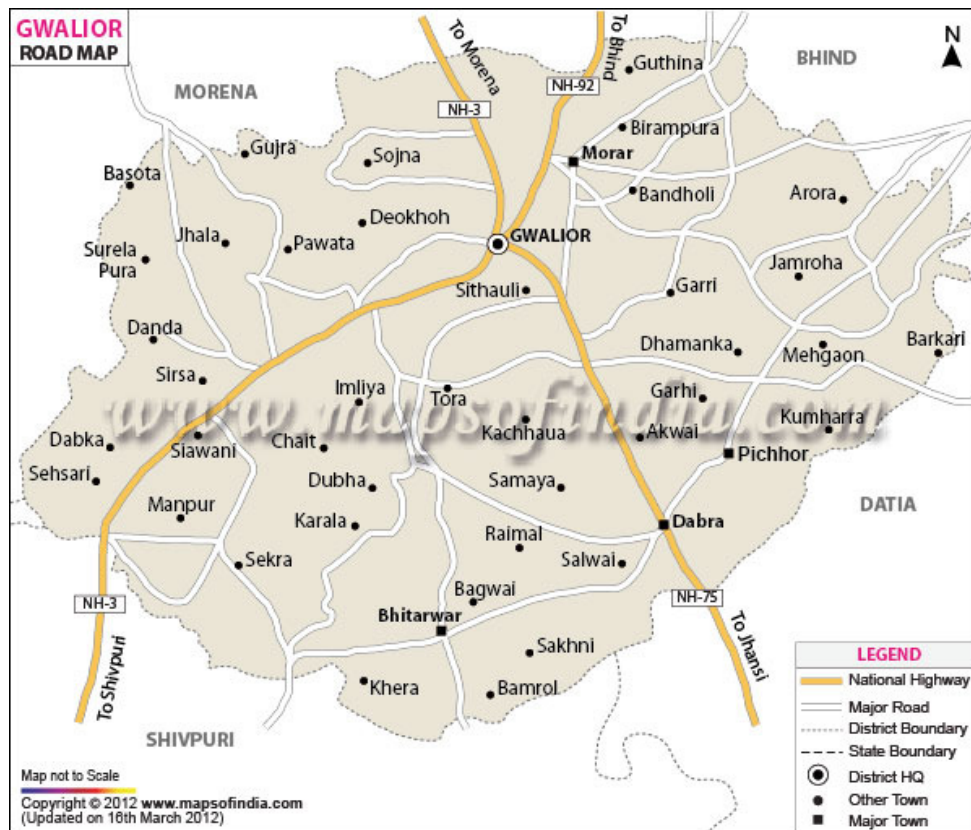 GWALIOR
ROAD MAP
N
To Morena
To Bhind
NH-92
NH-3
MORENA
BHIND
Guthina
Birampura
Morar
Gujra
Sojna
Basota
Bandholi
Arora
Deokhoh
Jhala
Pawata
GWALIOR
Surela
Pura
Jamroha
Sithauli
Garri
Danda
Dhamanka
Mehgaon
Barkari
Sirsa
Imliya
Tora
Garhi
www.mapsofindia.com
Kumharra
Kachhaua
Akwai
Dabka
Siawani
Chait
Pichhor
Sehsari
Dubha
Samaya
Manpur
DATIA
Karala
Dabra
Raimal
Sekra
Salwai
Bagwai
NH-3
NH-75
Bhitarwar
To Shivpuri
To Jhansi
Sakhni
Khera
Bamrol
SHIVPURI
LEGEND
National Highway
Major Road
District Boundary
State Boundary
District HQ
Other Town
Major Town
Map not to Scale
Copyright © 2012 www.mapsofindia.com
(Updated on 16th March 2012)